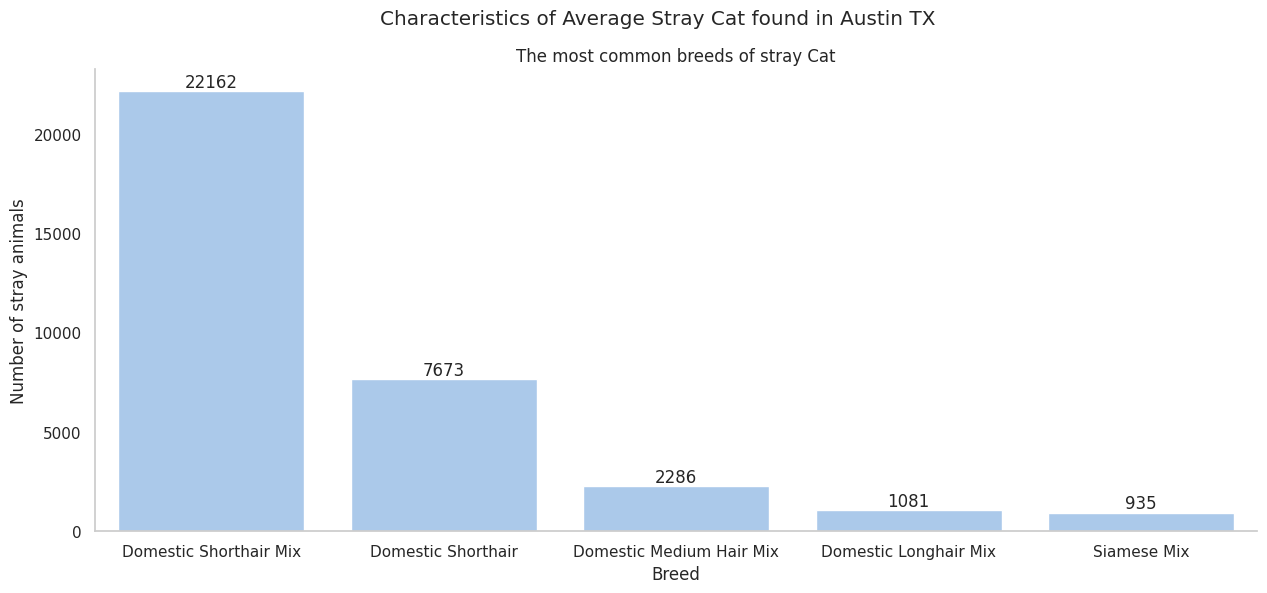 Characteristics of Average Stray Cat found in Austin TX
The most common breeds of stray Cat
22162
20000
15000
10000
5000
0
Number of stray animals
7673
2286
1081
935
Domestic Shorthair Mix
Domestic Shorthair
Domestic Medium Hair Mix
Domestic Longhair Mix
Siamese Mix
Breed